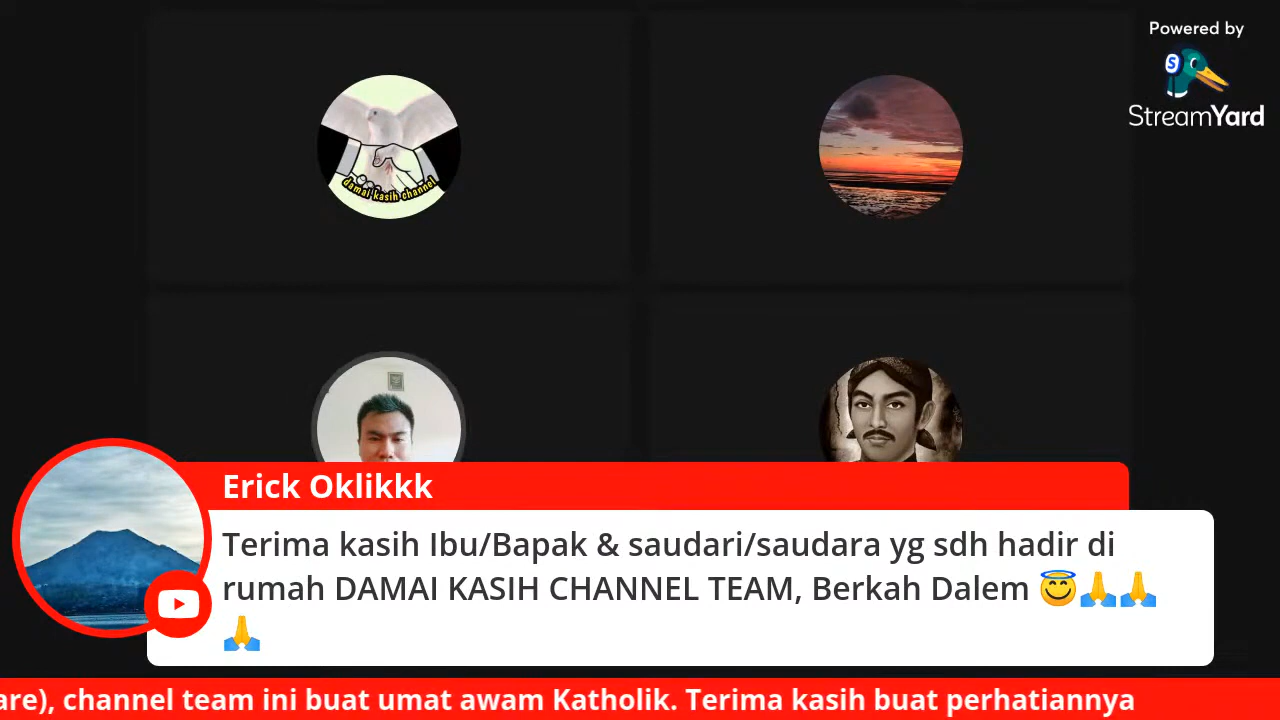 Powered by
StreamYard
damai kasih channel
Erick Oklikkk
Terima kasih Ibu/Bapak & saudari/saudara yg sdh hadir di
rumah DAMAI KASIH CHANNEL TEAM, Berkah Dalem 😇🙏🙏
🙏
are), channel team ini buat umat awam Katholik. Terima kasih buat perhatiannya